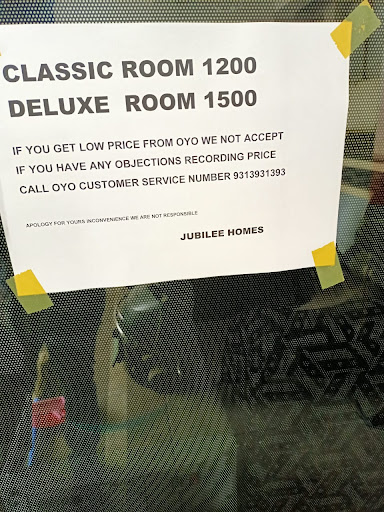 CLASSIC ROOM 1200
DELUXE ROOM 1500
IF YOU GET LOW PRICE FROM OYO WE NOT ACCEPT
IF YOU HAVE ANY OBJECTIONS RECORDING PRICE
CALL OYO CUSTOMER SERVICE NUMBER 9313931393
APOLOGY FOR YOURS INCONVENIENCE WE ARE NOT RESPONSIBLE
JUBILEE HOMES